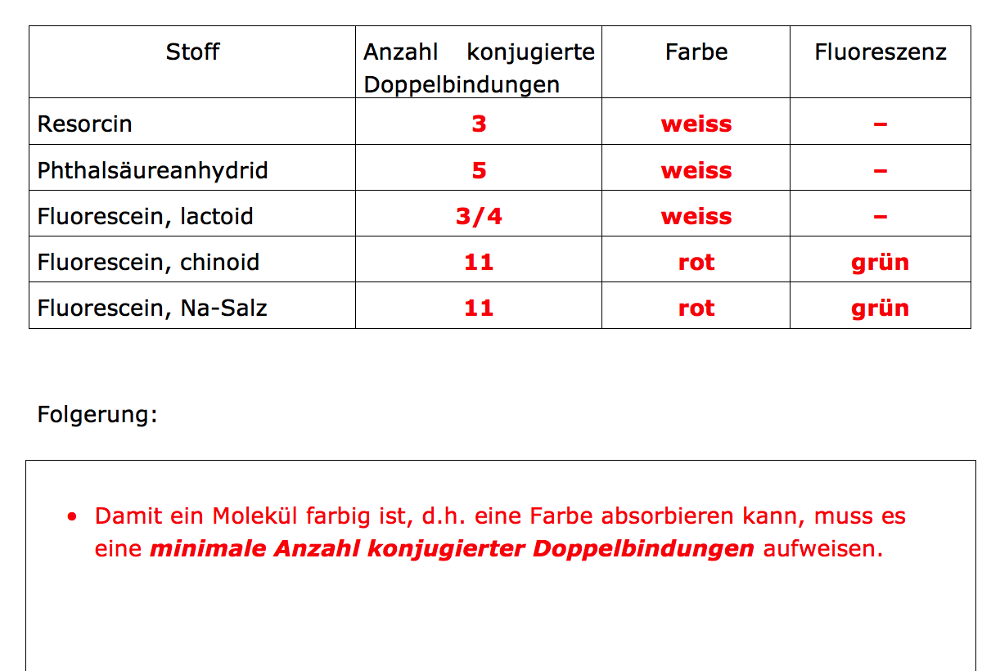 Stoff Anzahl konjugierte Doppelbindungen Farbe Fluoreszenz
Resorcin 3 weiss –
Phthalsäureanhydrid 5 weiss –
Fluorescein, lactoid 3/4 weiss –
Fluorescein, chinoid 11 rot grün
Fluorescein, Na-Salz 11 rot grün
Folgerung:
• Damit ein Molekül farbig ist, d.h. eine Farbe absorbieren kann, muss es
eine minimale Anzahl konjugierter Doppelbindungen aufweisen.